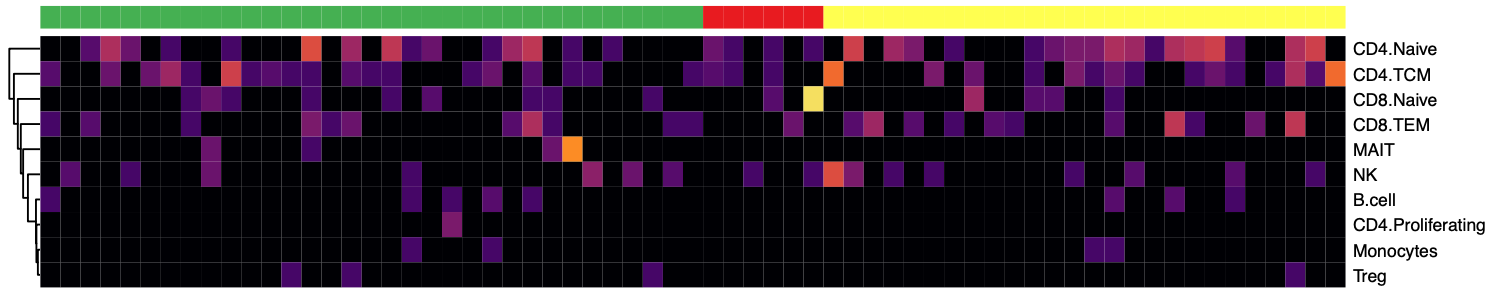 CD4.Naive
CD4.TCM
CD8.Naive
CD8.TEM
MAIT
NK
B.cell
CD4.Proliferating
Monocytes
Treg